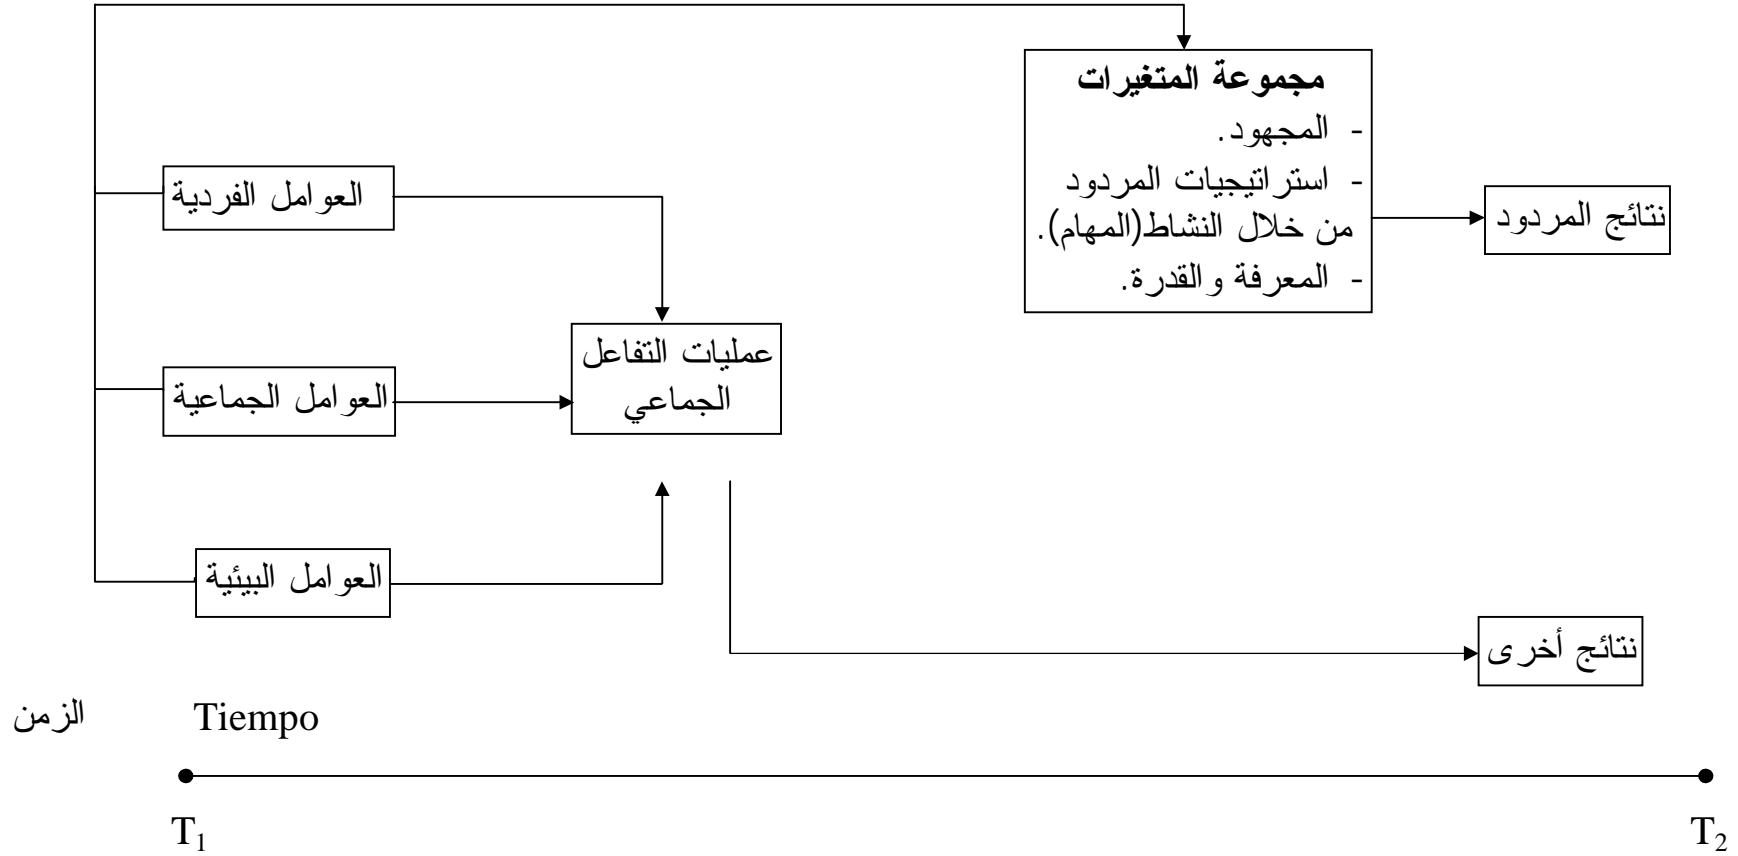 مجموعة المتغيرات
- المجهود.
- استراتيجيات المردود
من خلال النشاط(المهام).
- المعرفة والقدرة.
العوامل الفردية
نتائج المردود
عمليات التفاعل
الجماعي
العوامل الجماعية
العوامل البيئية
نتائج أخرى
الزمن
Tiempo
T₁
T₂